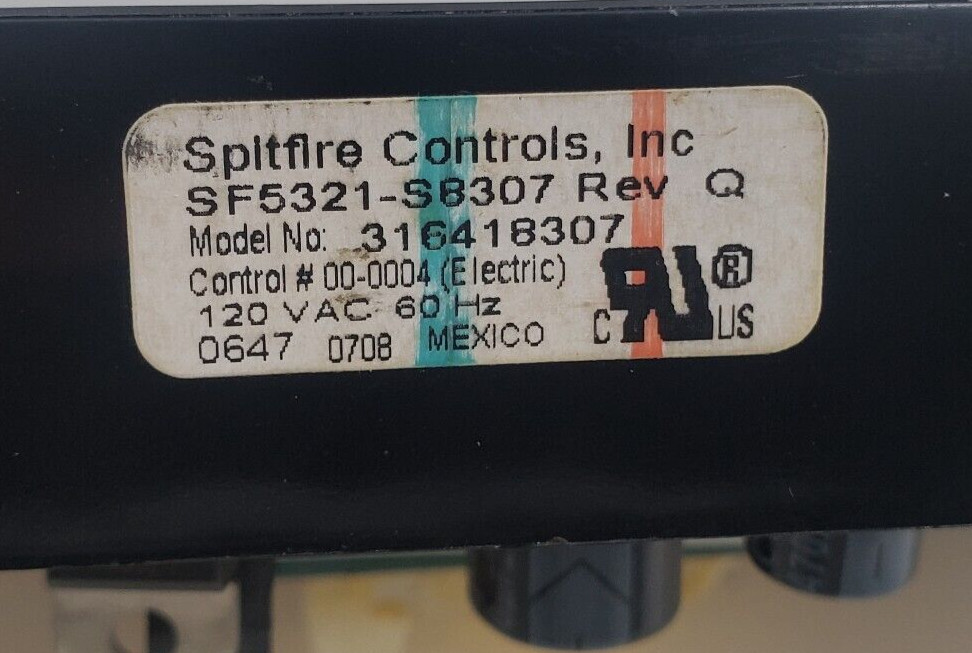 Spitfire Controls, Inc
SF5321-S8307 Rev Q
Model No: 316418307
Control # 00-0004 (Electric)
120 VAC 60 Hz
0647 0708 MEXICO
C RU ® US